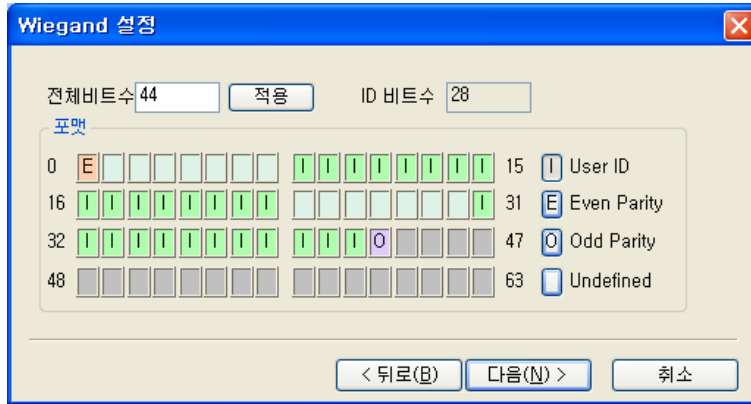 Wiegand 설정
전체비트수 44 적용 ID 비트수 28
포맷
0 E I I I I I I I I 15 I User ID
16 I I I I I I I I I 31 E Even Parity
32 I I I I I I I I I I I O 47 O Odd Parity
48 63 Undefined
< 뒤로(B) 다음(N) > 취소